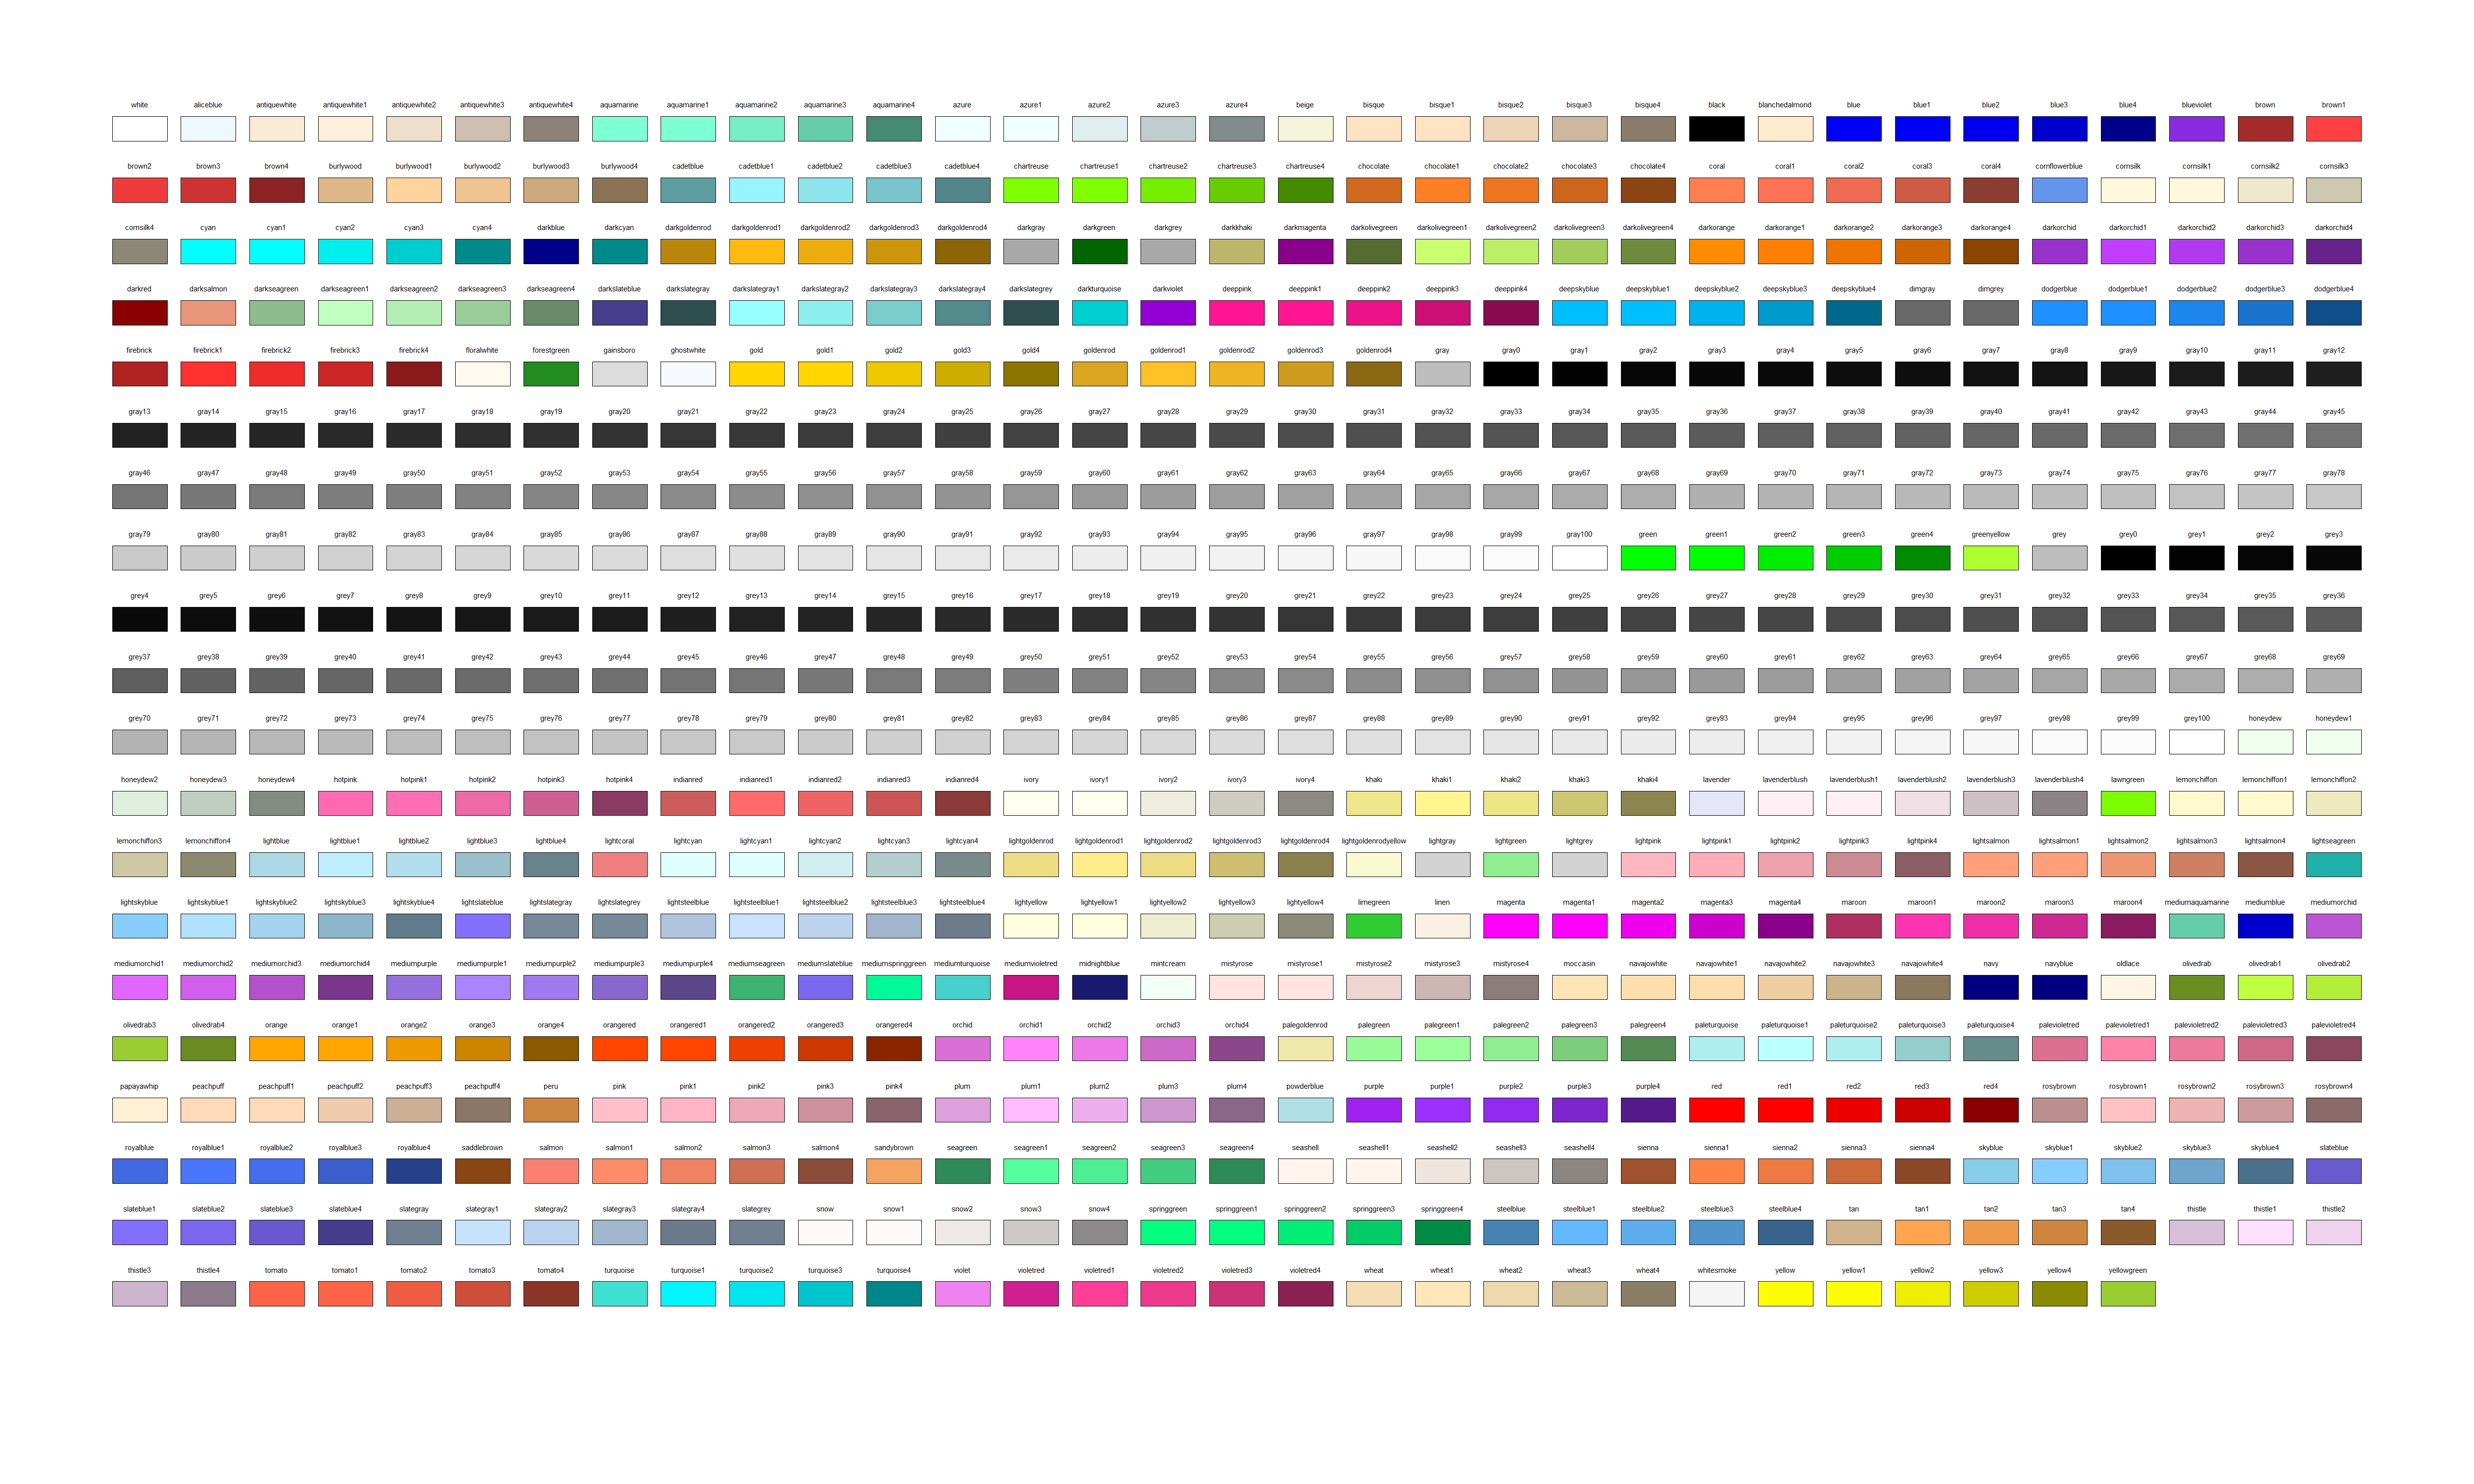 white aliceblue antiquewhite antiquewhite1 antiquewhite2 antiquewhite3 antiquewhite4 aquamarine aquamarine1 aquamarine2 aquamarine3 aquamarine4 azure azure1 azure2 azure3 azure4 beige bisque bisque1 bisque2 bisque3 bisque4 black blanchedalmond blue blue1 blue2 blue3 blue4 blueviolet brown brown1
brown2 brown3 brown4 burlywood burlywood1 burlywood2 burlywood3 burlywood4 cadetblue cadetblue1 cadetblue2 cadetblue3 cadetblue4 chartreuse chartreuse1 chartreuse2 chartreuse3 chartreuse4 chocolate chocolate1 chocolate2 chocolate3 chocolate4 coral coral1 coral2 coral3 coral4 cornflowerblue cornsilk cornsilk1 cornsilk2 cornsilk3
cornsilk4 cyan cyan1 cyan2 cyan3 cyan4 darkblue darkcyan darkgoldenrod darkgoldenrod1 darkgoldenrod2 darkgoldenrod3 darkgoldenrod4 darkgray darkgreen darkgrey darkkhaki darkmagenta darkolivegreen darkolivegreen1 darkolivegreen2 darkolivegreen3 darkolivegreen4 darkorange darkorange1 darkorange2 darkorange3 darkorange4 darkorchid darkorchid1 darkorchid2 darkorchid3 darkorchid4
darkred darksalmon darkseagreen darkseagreen1 darkseagreen2 darkseagreen3 darkseagreen4 darkslateblue darkslategray darkslategray1 darkslategray2 darkslategray3 darkslategray4 darkslategrey darkturquoise darkviolet deeppink deeppink1 deeppink2 deeppink3 deeppink4 deepskyblue deepskyblue1 deepskyblue2 deepskyblue3 deepskyblue4 dimgray dimgrey dodgerblue dodgerblue1 dodgerblue2 dodgerblue3 dodgerblue4
firebrick firebrick1 firebrick2 firebrick3 firebrick4 floralwhite forestgreen gainsboro ghostwhite gold gold1 gold2 gold3 gold4 goldenrod goldenrod1 goldenrod2 goldenrod3 goldenrod4 gray gray0 gray1 gray2 gray3 gray4 gray5 gray6 gray7 gray8 gray9 gray10 gray11 gray12
gray13 gray14 gray15 gray16 gray17 gray18 gray19 gray20 gray21 gray22 gray23 gray24 gray25 gray26 gray27 gray28 gray29 gray30 gray31 gray32 gray33 gray34 gray35 gray36 gray37 gray38 gray39 gray40 gray41 gray42 gray43 gray44 gray45
gray46 gray47 gray48 gray49 gray50 gray51 gray52 gray53 gray54 gray55 gray56 gray57 gray58 gray59 gray60 gray61 gray62 gray63 gray64 gray65 gray66 gray67 gray68 gray69 gray70 gray71 gray72 gray73 gray74 gray75 gray76 gray77 gray78
gray79 gray80 gray81 gray82 gray83 gray84 gray85 gray86 gray87 gray88 gray89 gray90 gray91 gray92 gray93 gray94 gray95 gray96 gray97 gray98 gray99 gray100 green green1 green2 green3 green4 greenyellow grey grey0 grey1 grey2 grey3
grey4 grey5 grey6 grey7 grey8 grey9 grey10 grey11 grey12 grey13 grey14 grey15 grey16 grey17 grey18 grey19 grey20 grey21 grey22 grey23 grey24 grey25 grey26 grey27 grey28 grey29 grey30 grey31 grey32 grey33 grey34 grey35 grey36
grey37 grey38 grey39 grey40 grey41 grey42 grey43 grey44 grey45 grey46 grey47 grey48 grey49 grey50 grey51 grey52 grey53 grey54 grey55 grey56 grey57 grey58 grey59 grey60 grey61 grey62 grey63 grey64 grey65 grey66 grey67 grey68 grey69
grey70 grey71 grey72 grey73 grey74 grey75 grey76 grey77 grey78 grey79 grey80 grey81 grey82 grey83 grey84 grey85 grey86 grey87 grey88 grey89 grey90 grey91 grey92 grey93 grey94 grey95 grey96 grey97 grey98 grey99 grey100 honeydew honeydew1
honeydew2 honeydew3 honeydew4 hotpink hotpink1 hotpink2 hotpink3 hotpink4 indianred indianred1 indianred2 indianred3 indianred4 ivory ivory1 ivory2 ivory3 ivory4 khaki khaki1 khaki2 khaki3 khaki4 lavender lavenderblush lavenderblush1 lavenderblush2 lavenderblush3 lavenderblush4 lawngreen lemonchiffon lemonchiffon1 lemonchiffon2
lemonchiffon3 lemonchiffon4 lightblue lightblue1 lightblue2 lightblue3 lightblue4 lightcoral lightcyan lightcyan1 lightcyan2 lightcyan3 lightcyan4 lightgoldenrod lightgoldenrod1 lightgoldenrod2 lightgoldenrod3 lightgoldenrod4 lightgoldenrodyellow lightgray lightgreen lightgrey lightpink lightpink1 lightpink2 lightpink3 lightpink4 lightsalmon lightsalmon1 lightsalmon2 lightsalmon3 lightsalmon4 lightseagreen
lightskyblue lightskyblue1 lightskyblue2 lightskyblue3 lightskyblue4 lightslateblue lightslategray lightslategrey lightsteelblue lightsteelblue1 lightsteelblue2 lightsteelblue3 lightsteelblue4 lightyellow lightyellow1 lightyellow2 lightyellow3 lightyellow4 limegreen linen magenta magenta1 magenta2 magenta3 magenta4 maroon maroon1 maroon2 maroon3 maroon4 mediumaquamarine mediumblue mediumorchid
mediumorchid1 mediumorchid2 mediumorchid3 mediumorchid4 mediumpurple mediumpurple1 mediumpurple2 mediumpurple3 mediumpurple4 mediumseagreen mediumslateblue mediumspringgreen mediumturquoise mediumvioletred midnightblue mintcream mistyrose mistyrose1 mistyrose2 mistyrose3 mistyrose4 moccasin navajowhite navajowhite1 navajowhite2 navajowhite3 navajowhite4 navy navyblue oldlace olivedrab olivedrab1 olivedrab2
olivedrab3 olivedrab4 orange orange1 orange2 orange3 orange4 orangered orangered1 orangered2 orangered3 orangered4 orchid orchid1 orchid2 orchid3 orchid4 palegoldenrod palegreen palegreen1 palegreen2 palegreen3 palegreen4 paleturquoise paleturquoise1 paleturquoise2 paleturquoise3 paleturquoise4 palevioletred palevioletred1 palevioletred2 palevioletred3 palevioletred4
papayawhip peachpuff peachpuff1 peachpuff2 peachpuff3 peachpuff4 peru pink pink1 pink2 pink3 pink4 plum plum1 plum2 plum3 plum4 powderblue purple purple1 purple2 purple3 purple4 red red1 red2 red3 red4 rosybrown rosybrown1 rosybrown2 rosybrown3 rosybrown4
royalblue royalblue1 royalblue2 royalblue3 royalblue4 saddlebrown salmon salmon1 salmon2 salmon3 salmon4 sandybrown seagreen seagreen1 seagreen2 seagreen3 seagreen4 seashell seashell1 seashell2 seashell3 seashell4 sienna sienna1 sienna2 sienna3 sienna4 skyblue skyblue1 skyblue2 skyblue3 skyblue4 slateblue
slateblue1 slateblue2 slateblue3 slateblue4 slategray slategray1 slategray2 slategray3 slategray4 slategrey snow snow1 snow2 snow3 snow4 springgreen springgreen1 springgreen2 springgreen3 springgreen4 steelblue steelblue1 steelblue2 steelblue3 steelblue4 tan tan1 tan2 tan3 tan4 thistle thistle1 thistle2
thistle3 thistle4 tomato tomato1 tomato2 tomato3 tomato4 turquoise turquoise1 turquoise2 turquoise3 turquoise4 violet violetred violetred1 violetred2 violetred3 violetred4 wheat wheat1 wheat2 wheat3 wheat4 whitesmoke yellow yellow1 yellow2 yellow3 yellow4 yellowgreen